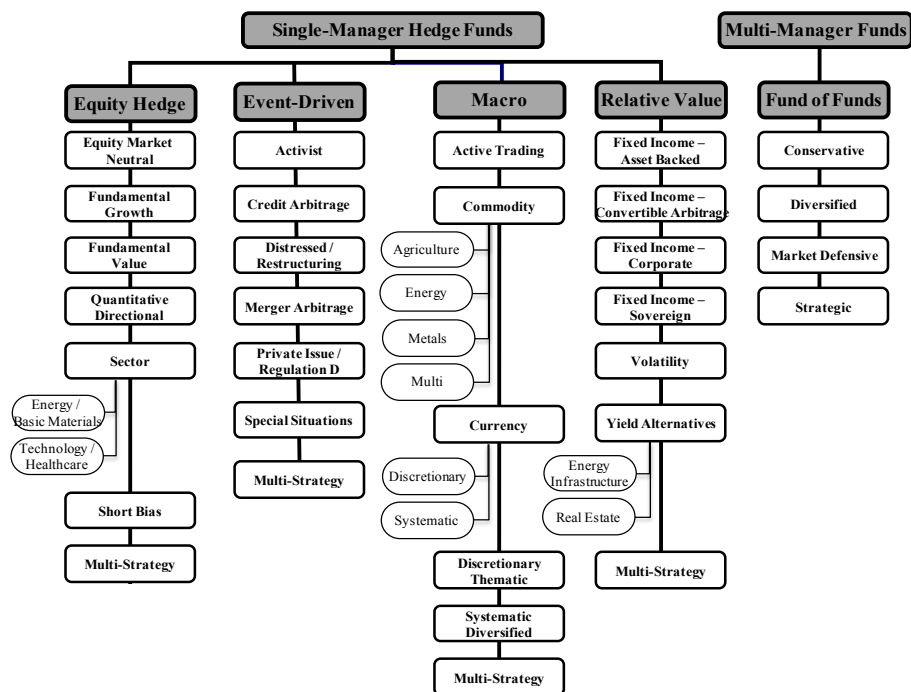 Single-Manager Hedge Funds
Multi-Manager Funds
Equity Hedge
Equity Market
Neutral
Fundamental
Growth
Fundamental
Value
Quantitative
Directional
Sector
Energy /
Basic Materials
Technology /
Healthcare
Short Bias
Multi-Strategy
Event-Driven
Activist
Credit Arbitrage
Distressed /
Restructuring
Merger Arbitrage
Private Issue /
Regulation D
Special Situations
Multi-Strategy
Macro
Active Trading
Commodity
Agriculture
Energy
Metals
Multi
Currency
Discretionary
Systematic
Discretionary
Thematic
Systematic
Diversified
Multi-Strategy
Relative Value
Fixed Income –
Asset Backed
Fixed Income –
Convertible Arbitrage
Fixed Income –
Corporate
Fixed Income –
Sovereign
Volatility
Yield Alternatives
Energy
Infrastructure
Real Estate
Multi-Strategy
Fund of Funds
Conservative
Diversified
Market Defensive
Strategic